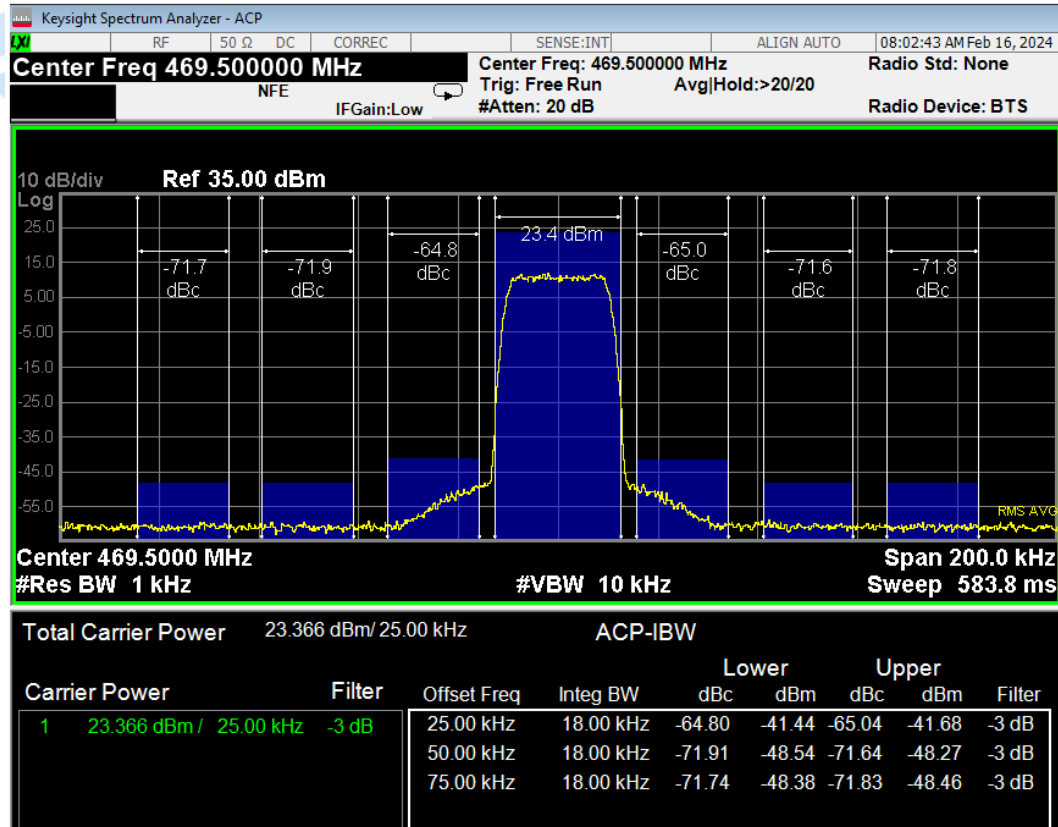 Keysight Spectrum Analyzer - ACP
LXI RF 50 Ω DC CORREC SENSE:INT ALIGN AUTO 08:02:43 AM Feb 16, 2024
Center Freq 469.500000 MHz
Center Freq: 469.500000 MHz Radio Std: None
NFE Trig: Free Run Avg|Hold:>20/20
IFGain:Low #Atten: 20 dB Radio Device: BTS
10 dB/div Ref 35.00 dBm
Log
25.0
15.0
5.00
-5.00
-15.0
-25.0
-35.0
-45.0
-55.0
-71.7 dBc
-71.9 dBc
-64.8 dBc
23.4 dBm
-65.0 dBc
-71.6 dBc
-71.8 dBc
RMS AVG
Center 469.5000 MHz Span 200.0 kHz
#Res BW 1 kHz #VBW 10 kHz Sweep 583.8 ms
Total Carrier Power 23.366 dBm/ 25.00 kHz ACP-IBW
Lower Upper
Carrier Power Filter Offset Freq Integ BW dBc dBm dBc dBm Filter
1 23.366 dBm / 25.00 kHz -3 dB 25.00 kHz 18.00 kHz -64.80 -41.44 -65.04 -41.68 -3 dB
50.00 kHz 18.00 kHz -71.91 -48.54 -71.64 -48.27 -3 dB
75.00 kHz 18.00 kHz -71.74 -48.38 -71.83 -48.46 -3 dB